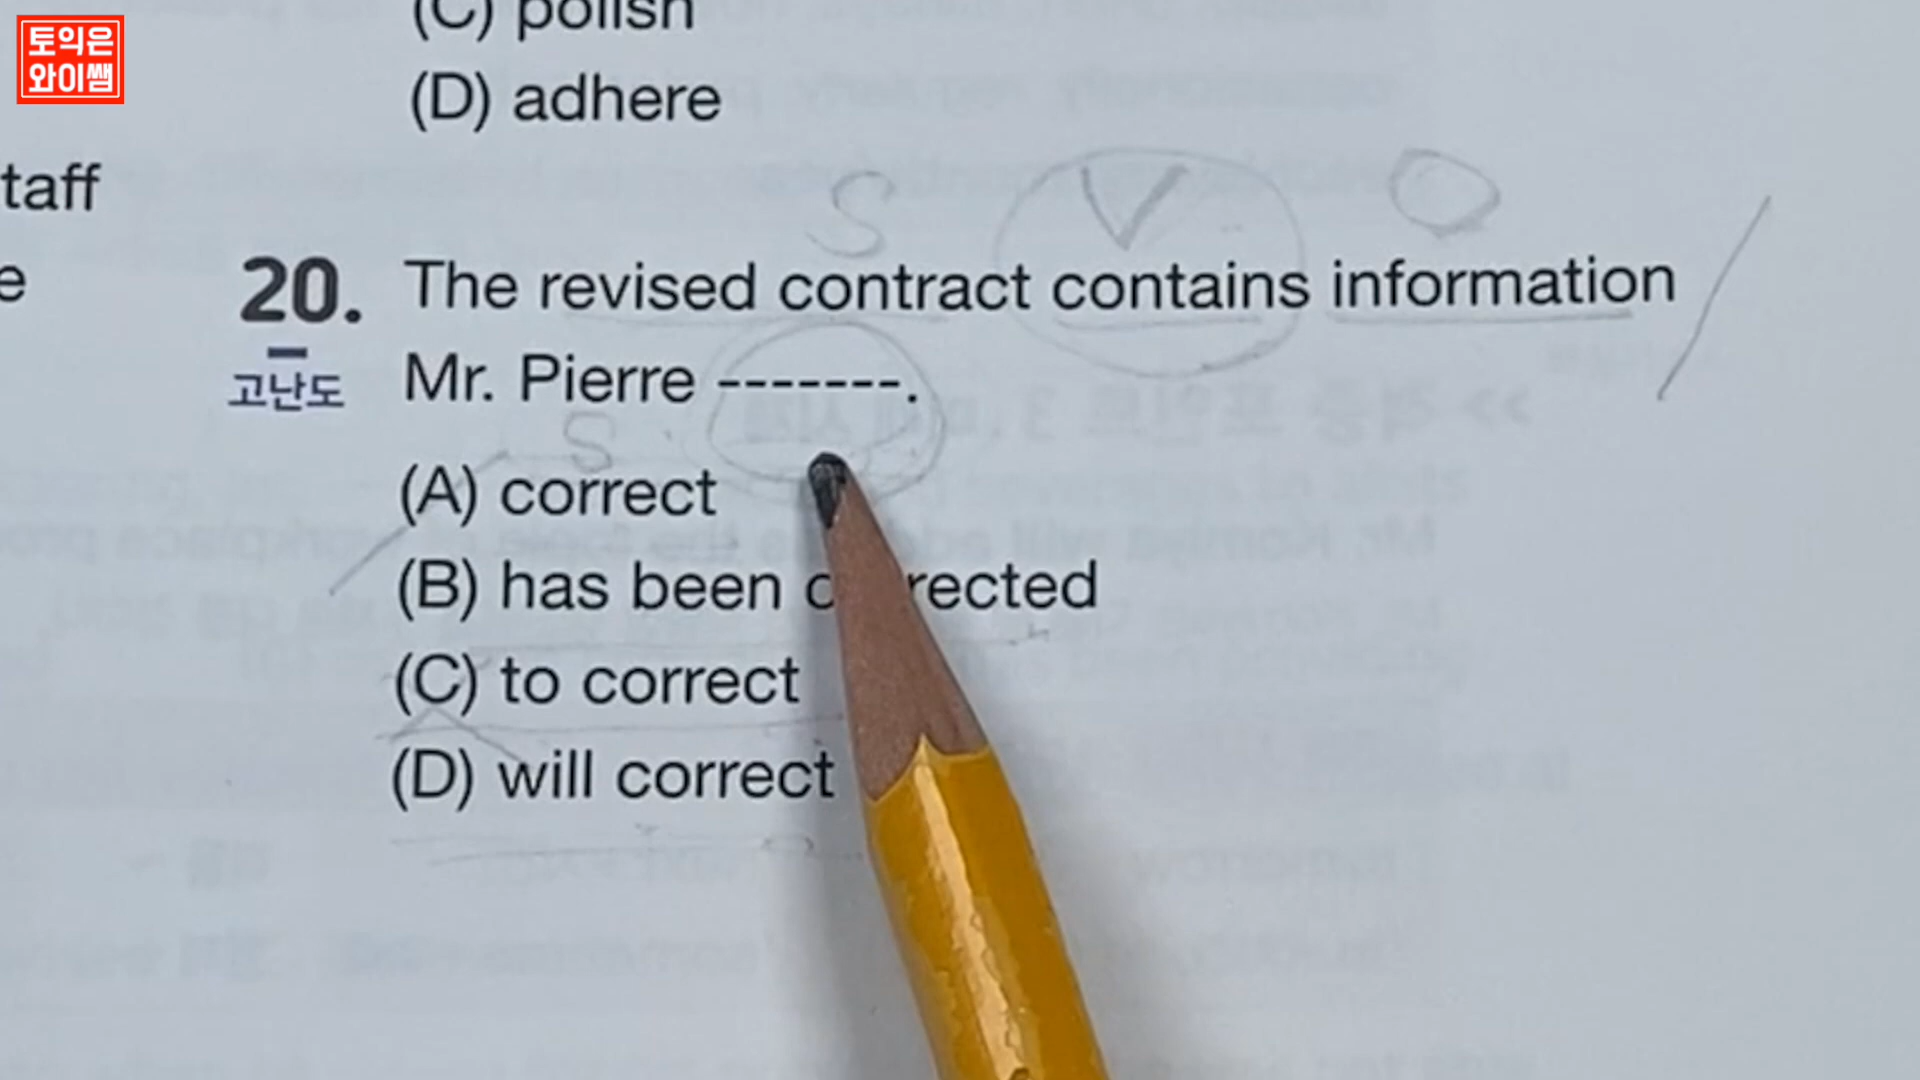 토익은
와이쌤
(C) polish
(D) adhere
taff
e
S V O
20. The revised contract contains information
고난도 Mr. Pierre -------.
S
(A) correct
(B) has been corrected
(C) to correct
(D) will correct